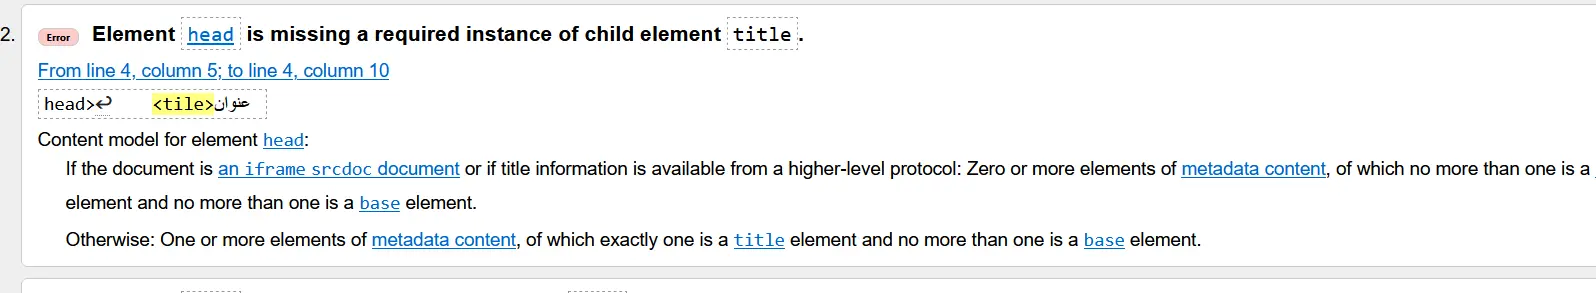 2. Error Element head is missing a required instance of child element title.
From line 4, column 5; to line 4, column 10
head>↩ <tile>عنوان
Content model for element head:
If the document is an iframe srcdoc document or if title information is available from a higher-level protocol: Zero or more elements of metadata content, of which no more than one is a
element and no more than one is a base element.
Otherwise: One or more elements of metadata content, of which exactly one is a title element and no more than one is a base element.